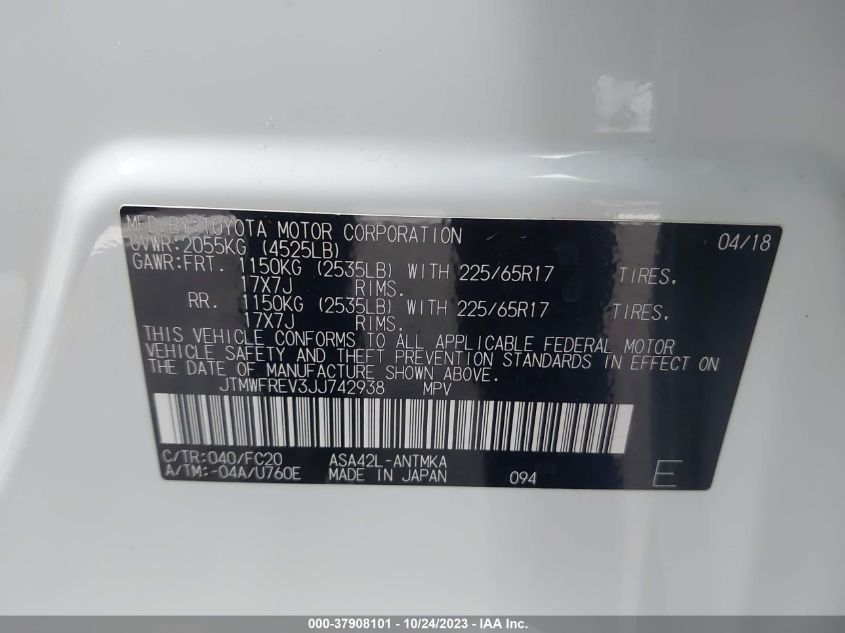 MFD. BY: TOYOTA MOTOR CORPORATION 04/18
GVWR: 2055KG (4525LB)
GAWR: FRT. 1150KG (2535LB) WITH 225/65R17 TIRES.
17X7J RIMS.
RR. 1150KG (2535LB) WITH 225/65R17 TIRES.
17X7J RIMS.
THIS VEHICLE CONFORMS TO ALL APPLICABLE FEDERAL MOTOR
VEHICLE SAFETY AND THEFT PREVENTION STANDARDS IN EFFECT ON
THE DATE OF MANUFACTURE SHOWN ABOVE.
JTMWFREV3JJ742938 MPV
C/TR: 040/FC20 ASA42L-ANTMKA
A/TM: -04A/U760E MADE IN JAPAN 094 E
000-37908101 - 10/24/2023 - IAA Inc.